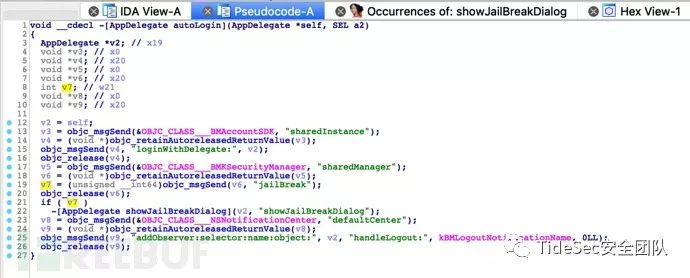 IDA View-A Pseudocode-A Occurrences of: showJailBreakDialog Hex View-1
1 void __cdecl -[AppDelegate autoLogin](AppDelegate *self, SEL a2)
2 {
3 AppDelegate *v2; // x19
4 void *v3; // x0
5 void *v4; // x20
6 void *v5; // x0
7 void *v6; // x20
8 int v7; // w21
9 void *v8; // x0
10 void *v9; // x20
11
12 v2 = self;
13 v3 = objc_msgSend(&OBJC_CLASS___BMAccountSDK, "sharedInstance");
14 v4 = (void *)objc_retainAutoreleasedReturnValue(v3);
15 objc_msgSend(v4, "loginWithDelegate:", v2);
16 objc_release(v4);
17 v5 = objc_msgSend(&OBJC_CLASS___BMKSecurityManager, "sharedManager");
18 v6 = (void *)objc_retainAutoreleasedReturnValue(v5);
19 v7 = (unsigned __int64)objc_msgSend(v6, "jailBreak");
20 objc_release(v6);
21 if ( v7 )
22 -[AppDelegate showJailBreakDialog](v2, "showJailBreakDialog");
23 v8 = objc_msgSend(&OBJC_CLASS___NSNotificationCenter, "defaultCenter");
24 v9 = (void *)objc_retainAutoreleasedReturnValue(v8);
25 objc_msgSend(v9, "addObserver:selector:name:object:", v2, "handleLogout:", kBMLogoutNotificationName, 0LL);
26 objc_release(v9);
27 }
REEBUF
TideSec安全团队